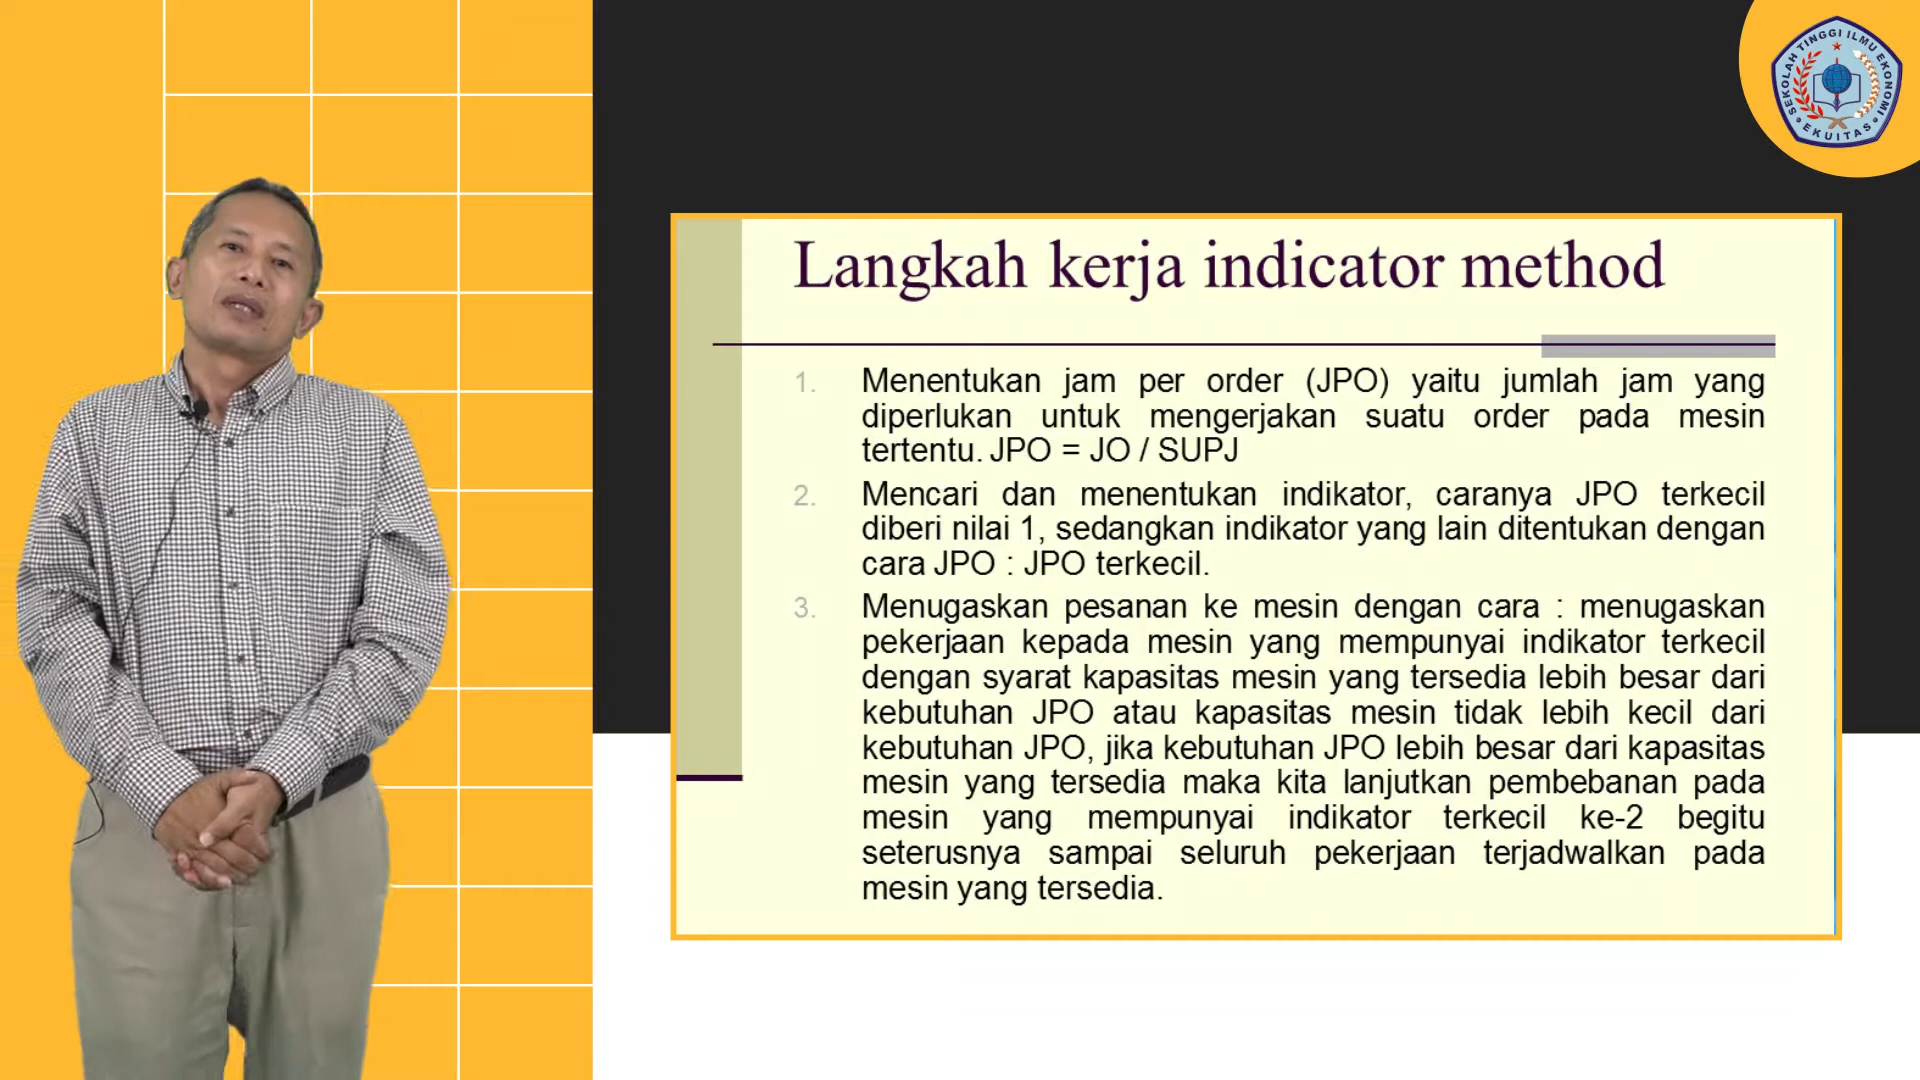 SEKOLAH TINGGI ILMU EKONOMI
EKUITAS
Langkah kerja indicator method
1. Menentukan jam per order (JPO) yaitu jumlah jam yang
diperlukan untuk mengerjakan suatu order pada mesin
tertentu. JPO = JO / SUPJ
2. Mencari dan menentukan indikator, caranya JPO terkecil
diberi nilai 1, sedangkan indikator yang lain ditentukan dengan
cara JPO : JPO terkecil.
3. Menugaskan pesanan ke mesin dengan cara : menugaskan
pekerjaan kepada mesin yang mempunyai indikator terkecil
dengan syarat kapasitas mesin yang tersedia lebih besar dari
kebutuhan JPO atau kapasitas mesin tidak lebih kecil dari
kebutuhan JPO, jika kebutuhan JPO lebih besar dari kapasitas
mesin yang tersedia maka kita lanjutkan pembebanan pada
mesin yang mempunyai indikator terkecil ke-2 begitu
seterusnya sampai seluruh pekerjaan terjadwalkan pada
mesin yang tersedia.